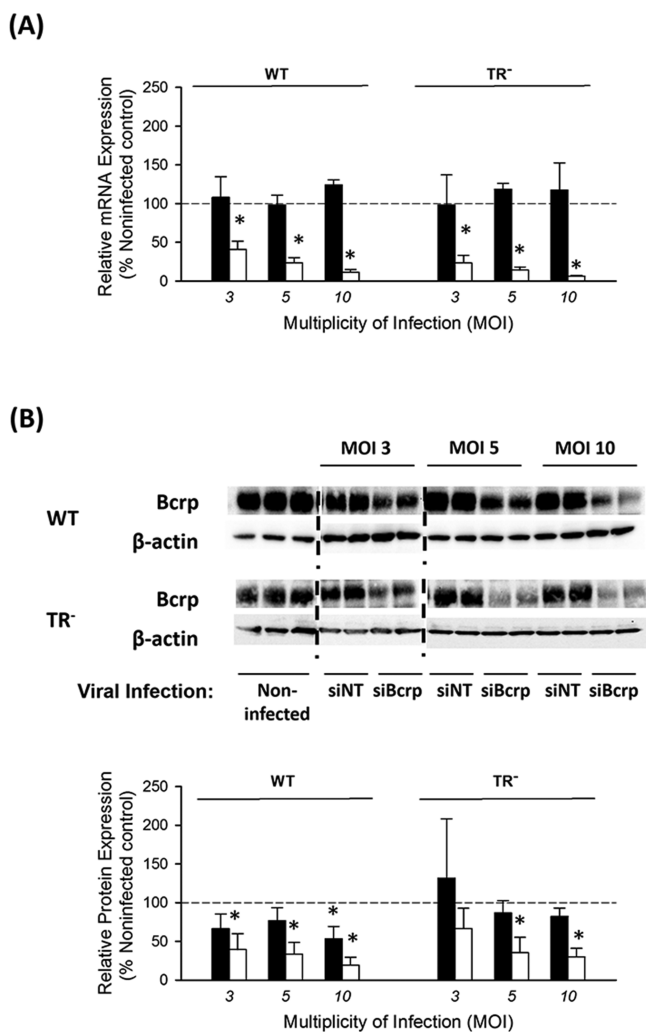 (A)
WT TR⁻
Relative mRNA Expression
(% Noninfected control)
250
200
150
100
50
0
* * * * * *
3 5 10 3 5 10
Multiplicity of Infection (MOI)
(B)
MOI 3 MOI 5 MOI 10
WT
Bcrp
β-actin
TR⁻
Bcrp
β-actin
Viral Infection: Non-infected siNT siBcrp siNT siBcrp siNT siBcrp
WT TR⁻
Relative Protein Expression
(% Noninfected control)
250
200
150
100
50
0
* * * * * *
3 5 10 3 5 10
Multiplicity of Infection (MOI)